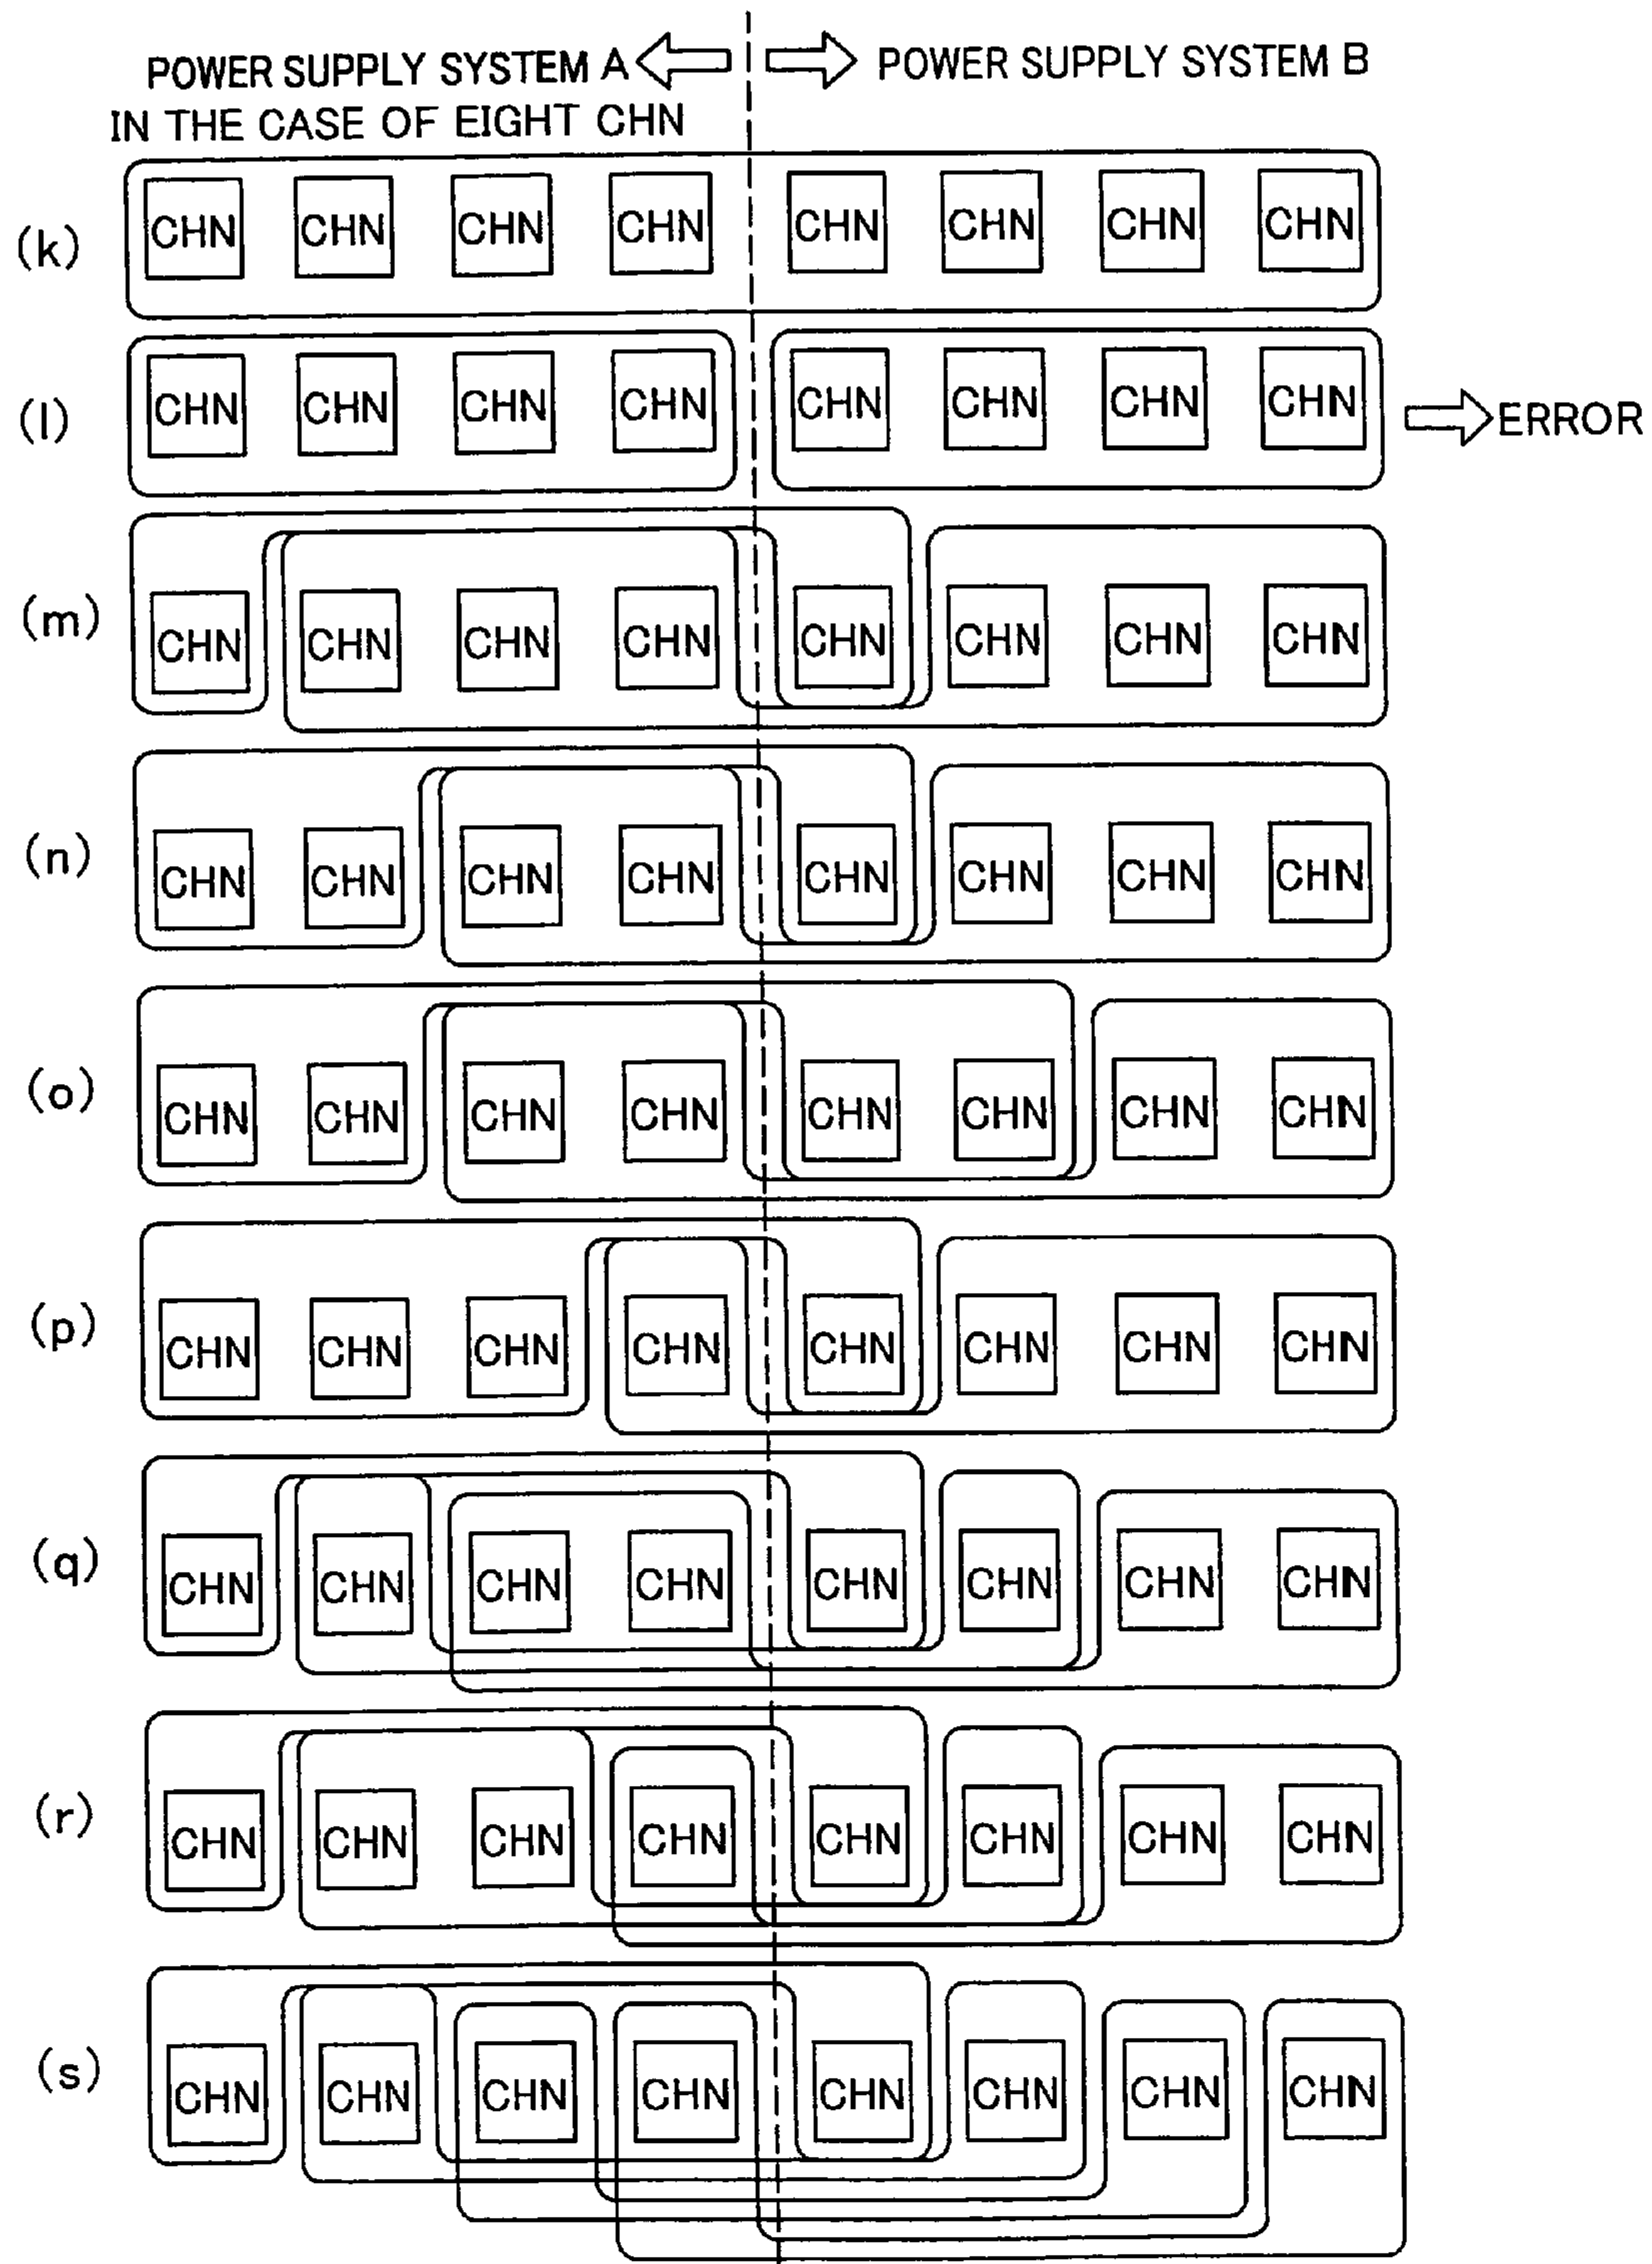 POWER SUPPLY SYSTEM A POWER SUPPLY SYSTEM B
IN THE CASE OF EIGHT CHN
(k) CHN CHN CHN CHN CHN CHN CHN CHN
(l) CHN CHN CHN CHN CHN CHN CHN CHN ERROR
(m) CHN CHN CHN CHN CHN CHN CHN CHN
(n) CHN CHN CHN CHN CHN CHN CHN CHN
(o) CHN CHN CHN CHN CHN CHN CHN CHN
(p) CHN CHN CHN CHN CHN CHN CHN CHN
(q) CHN CHN CHN CHN CHN CHN CHN CHN
(r) CHN CHN CHN CHN CHN CHN CHN CHN
(s) CHN CHN CHN CHN CHN CHN CHN CHN